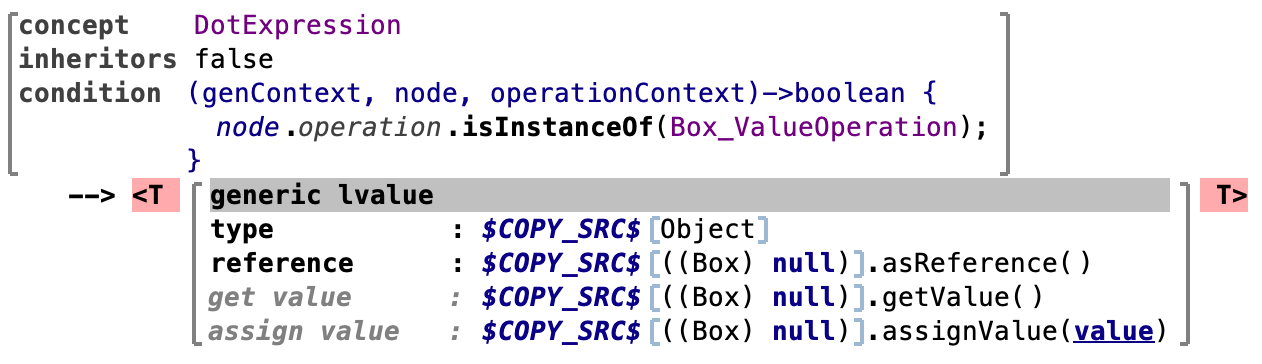 concept DotExpression
inheritors false
condition (genContext, node, operationContext)->boolean {
node.operation.isInstanceOf(Box_ValueOperation);
}
--> <T generic lvalue T>
type : $COPY_SRC$[Object]
reference : $COPY_SRC$[((Box) null)].asReference()
get value : $COPY_SRC$[((Box) null)].getValue()
assign value : $COPY_SRC$[((Box) null)].assignValue(value)